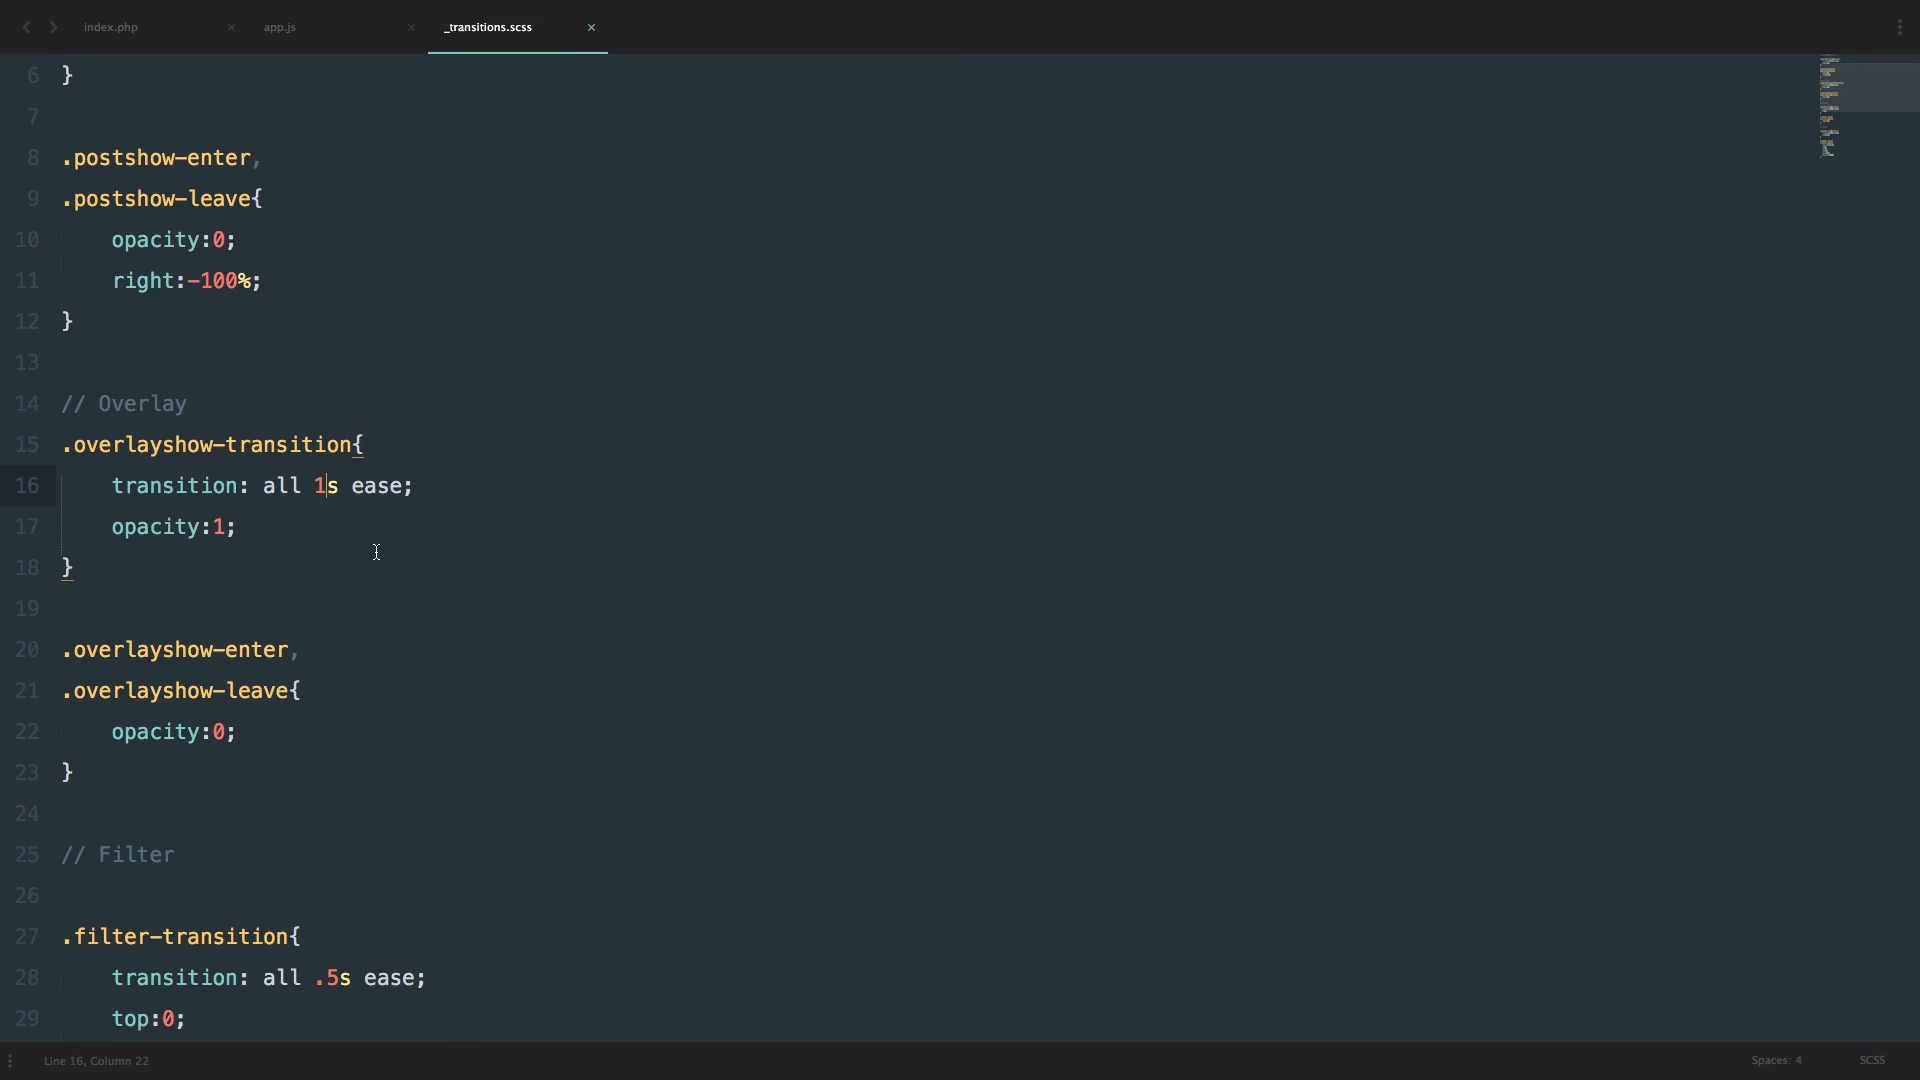 index.php × app.js × _transitions.scss ×
6 }
7
8 .postshow-enter,
9 .postshow-leave{
10 opacity:0;
11 right:-100%;
12 }
13
14 // Overlay
15 .overlayshow-transition{
16 transition: all 1s ease;
17 opacity:1;
18 }
19
20 .overlayshow-enter,
21 .overlayshow-leave{
22 opacity:0;
23 }
24
25 // Filter
26
27 .filter-transition{
28 transition: all .5s ease;
29 top:0;
Line 16, Column 22 Spaces: 4 SCSS